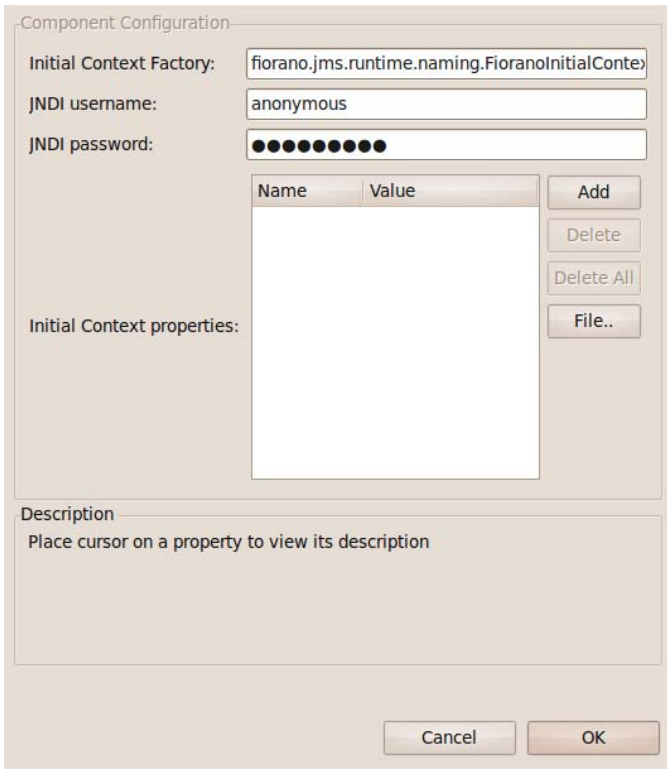 Component Configuration
Initial Context Factory: fiorano.jms.runtime.naming.FioranoInitialContex
JNDI username: anonymous
JNDI password: ●●●●●●●●●
Name Value Add
Delete
Delete All
Initial Context properties: File..
Description
Place cursor on a property to view its description
Cancel OK